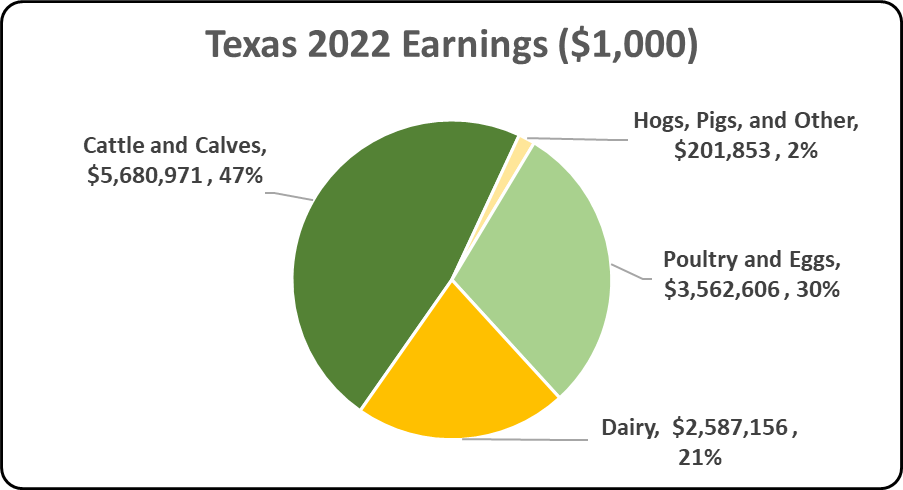 Texas 2022 Earnings ($1,000)
Cattle and Calves,
$5,680,971 , 47%
Hogs, Pigs, and Other,
$201,853 , 2%
Poultry and Eggs,
$3,562,606 , 30%
Dairy,  $2,587,156 ,
21%